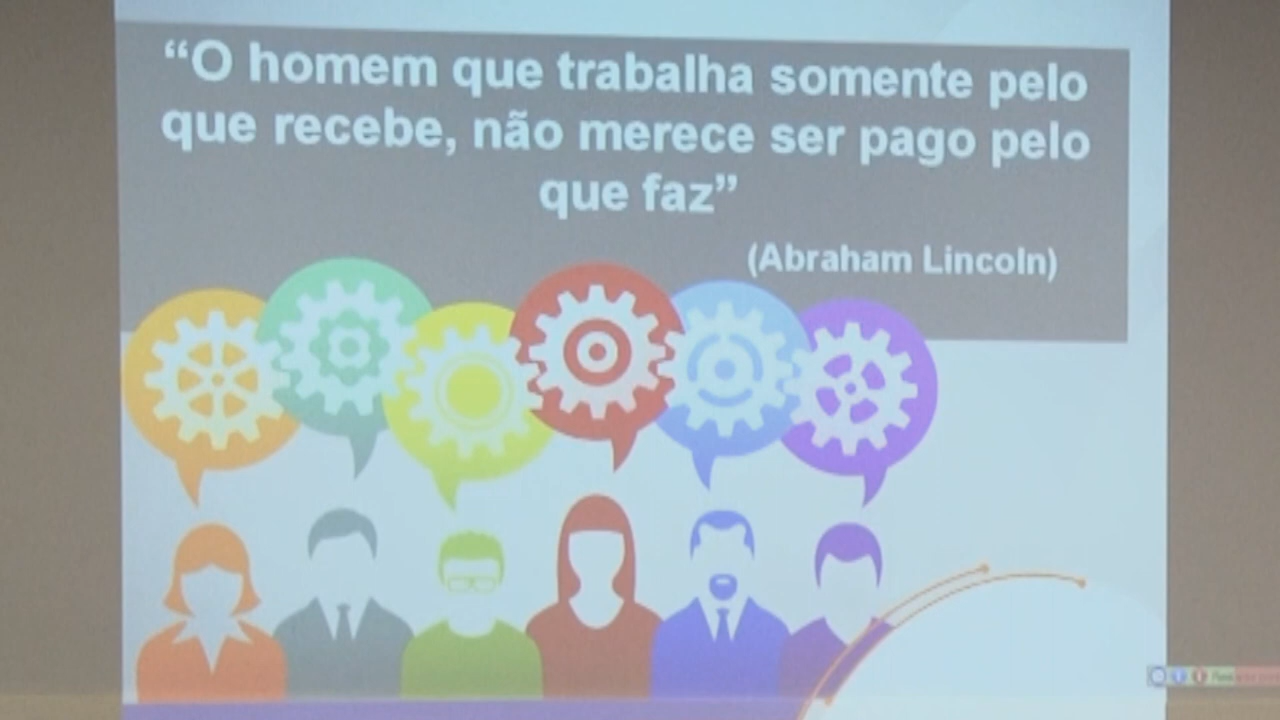 “O homem que trabalha somente pelo
que recebe, não merece ser pago pelo
que faz”
(Abraham Lincoln)